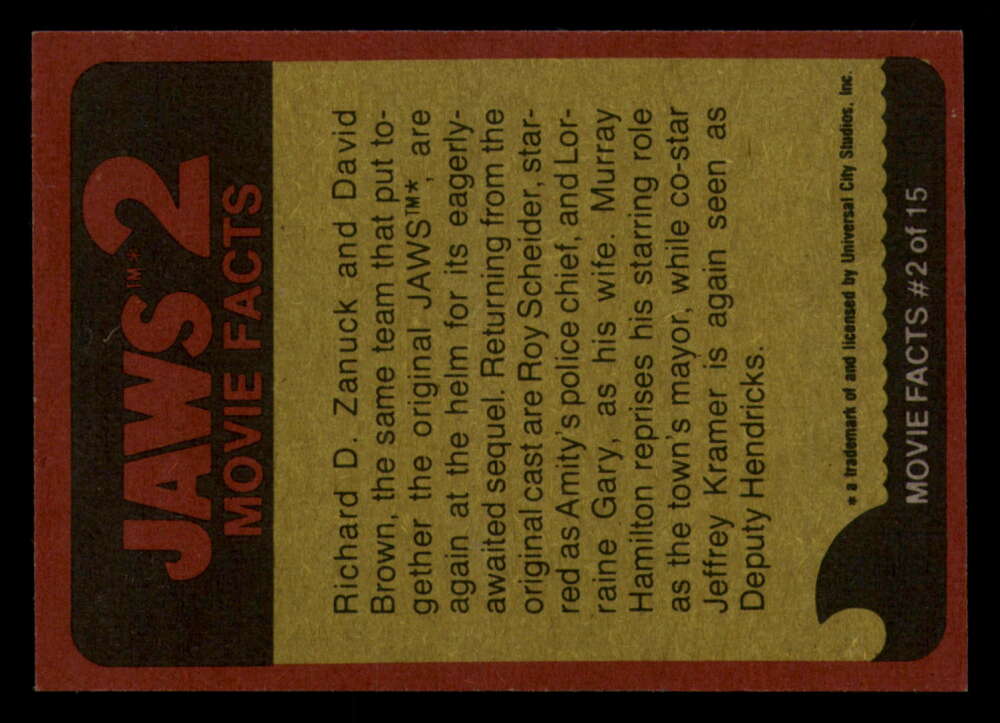 JAWS™*2
MOVIE FACTS
Richard D. Zanuck and David
Brown, the same team that put to-
gether the original JAWS™*, are
again at the helm for its eagerly-
awaited sequel. Returning from the
original cast are Roy Scheider, star-
red as Amity's police chief, and Lor-
raine Gary, as his wife. Murray
Hamilton reprises his starring role
as the town's mayor, while co-star
Jeffrey Kramer is again seen as
Deputy Hendricks.
* a trademark of and licensed by Universal City Studios, Inc.
MOVIE FACTS #2 of 15